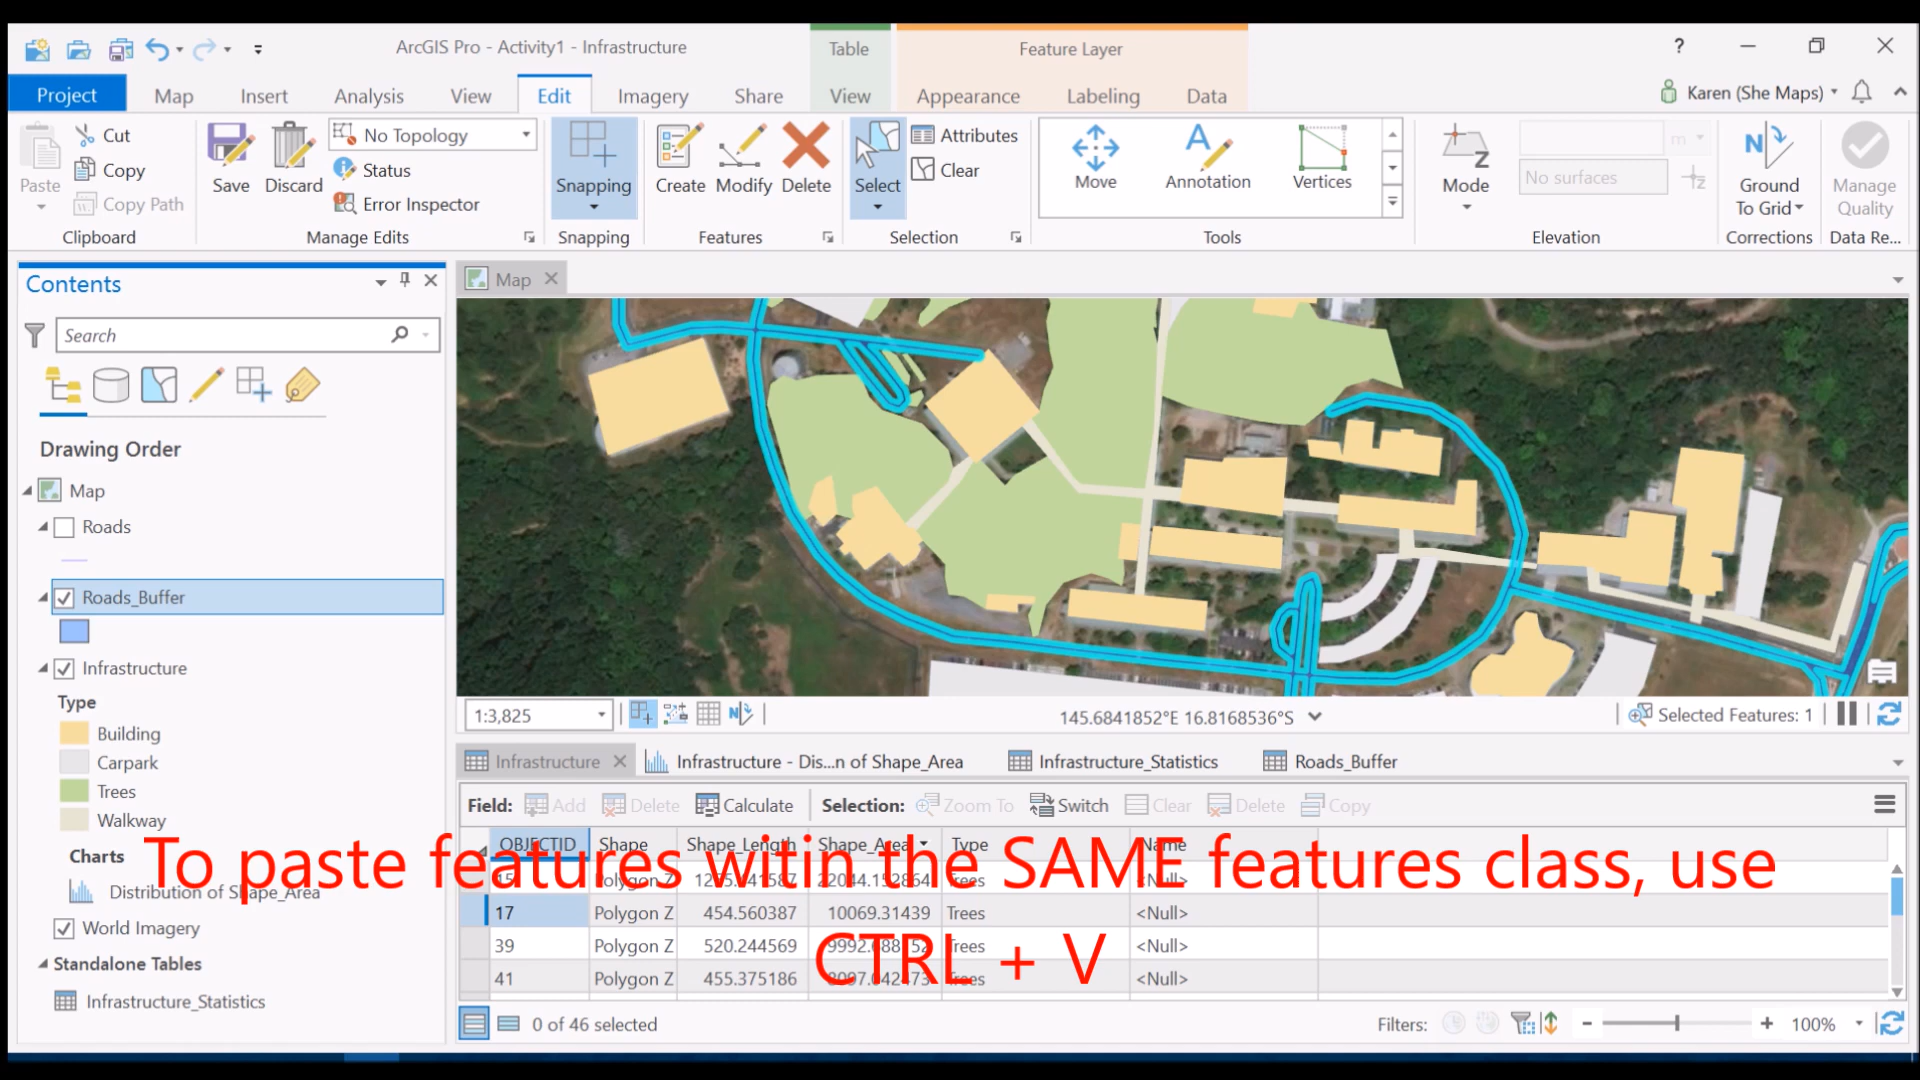 ArcGIS Pro - Activity1 - Infrastructure
Table
Feature Layer
?
Project
Map
Insert
Analysis
View
Edit
Imagery
Share
View
Appearance
Labeling
Data
Karen (She Maps)
Paste
Cut
Copy
Copy Path
Clipboard
Save
Discard
No Topology
Status
Error Inspector
Manage Edits
Snapping
Snapping
Create
Modify
Delete
Features
Select
Attributes
Clear
Selection
Move
Annotation
Vertices
Tools
Mode
m
No surfaces
Elevation
Ground
To Grid
Corrections
Manage
Quality
Data Re...
Contents
Search
Drawing Order
Map
Roads
Roads_Buffer
Infrastructure
Type
Building
Carpark
Trees
Walkway
Charts
Distribution of Shape_Area
World Imagery
Standalone Tables
Infrastructure_Statistics
Map
1:3,825
145.6841852°E 16.8168536°S
Selected Features: 1
Infrastructure
Infrastructure - Dis...n of Shape_Area
Infrastructure_Statistics
Roads_Buffer
Field: Add Delete Calculate Selection: Zoom To Switch Clear Delete Copy
OBJECTID Shape Shape_Length Shape_Area Type Name
Polygon Z 22044.152864 Trees <Null>
17 Polygon Z 454.560387 10069.31439 Trees <Null>
39 Polygon Z 520.244569 Trees <Null>
41 Polygon Z 455.375186 Trees <Null>
0 of 46 selected
Filters:
100%
To paste features witin the SAME features class, use
CTRL + V